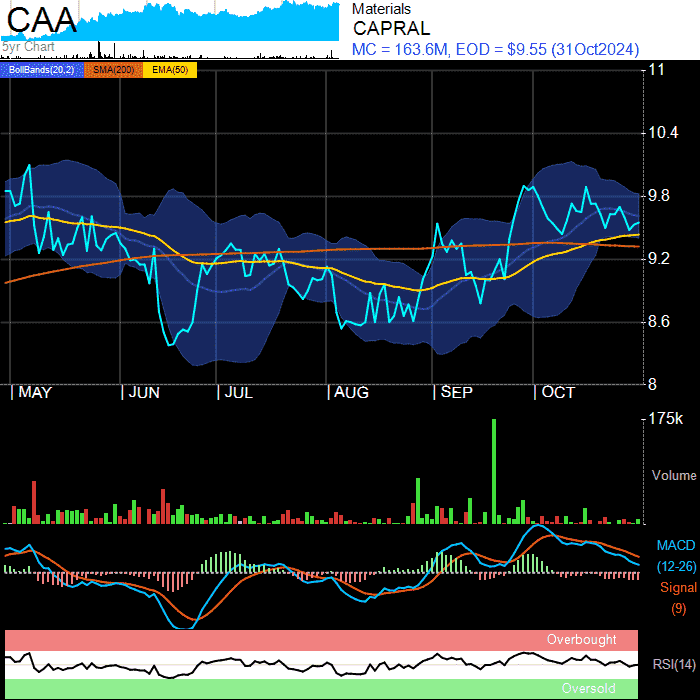 CAA
5yr Chart
Materials
CAPRAL
MC = 163.6M, EOD = $9.55 (31Oct2024)
BollBands(20,2) SMA(200) EMA(50)
11
10.4
9.8
9.2
8.6
8
MAY JUN JUL AUG SEP OCT
175k
Volume
MACD
(12-26)
Signal
(9)
Overbought
RSI(14)
Oversold